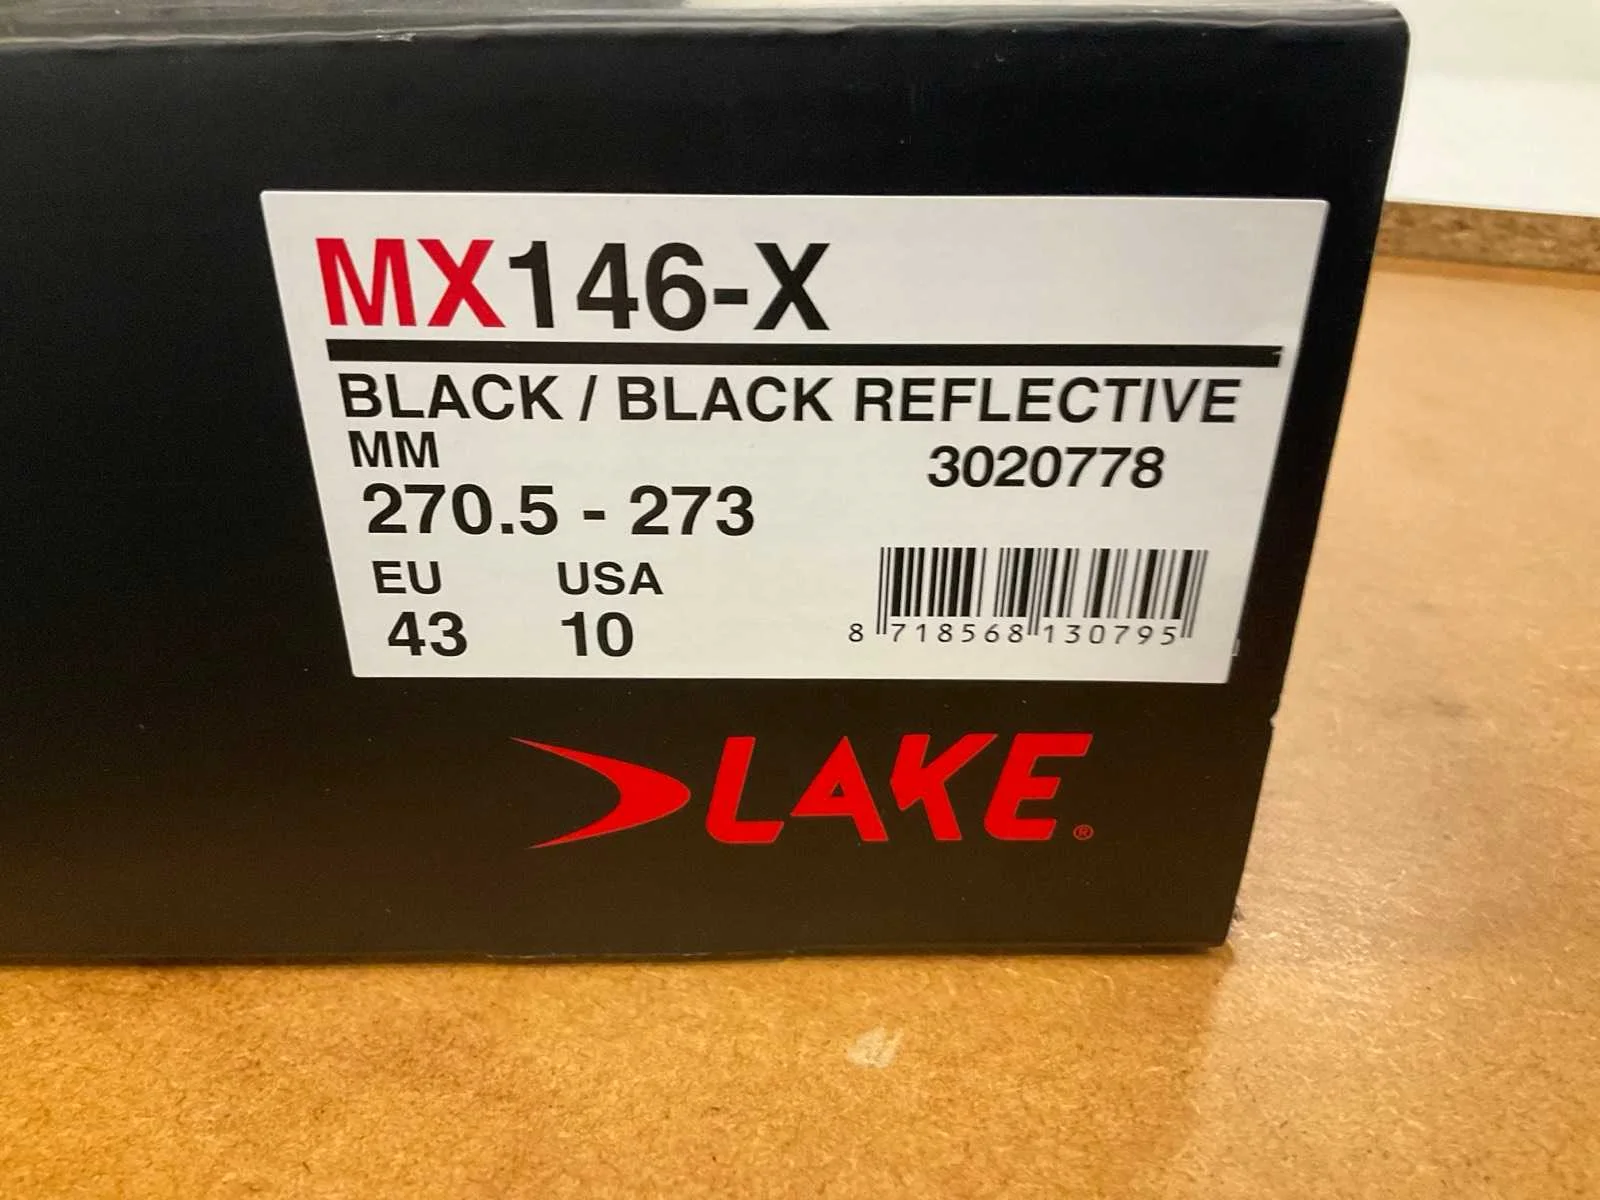 MX146-X
BLACK / BLACK REFLECTIVE
MM 3020778
270.5 - 273
EU USA
43 10
8 718568 130795
LAKE®